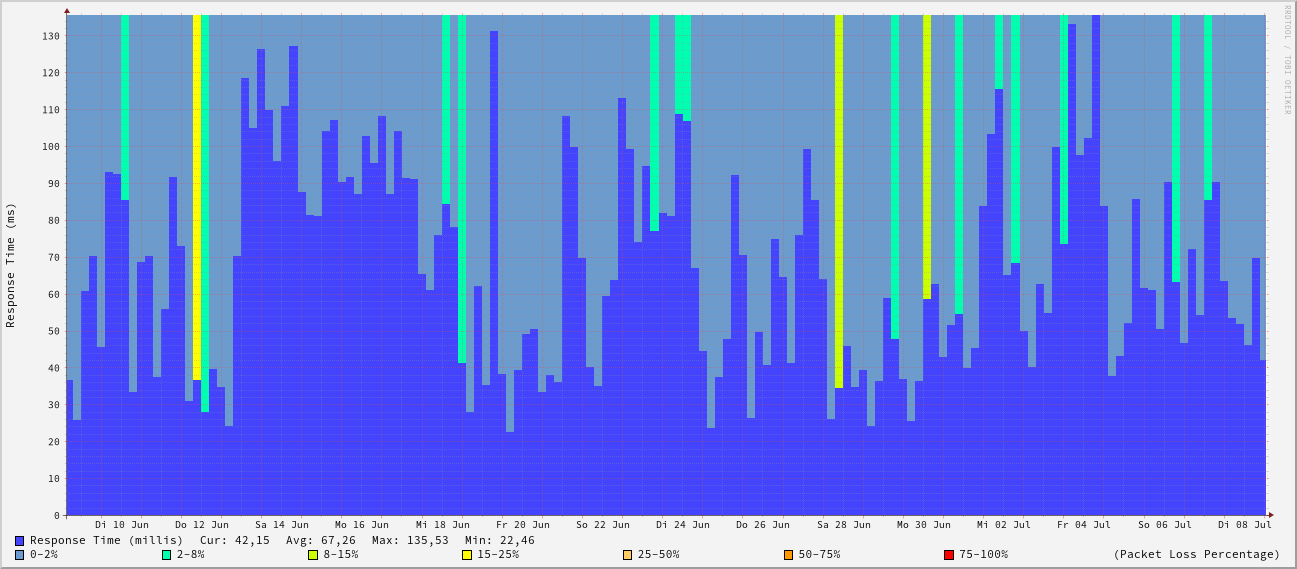 RRDTOOL / TOBI OETIKER
Response Time (ms)
130
120
110
100
90
80
70
60
50
40
30
20
10
0
Di 10 Jun Do 12 Jun Sa 14 Jun Mo 16 Jun Mi 18 Jun Fr 20 Jun So 22 Jun Di 24 Jun Do 26 Jun Sa 28 Jun Mo 30 Jun Mi 02 Jul Fr 04 Jul So 06 Jul Di 08 Jul
Response Time (millis) Cur: 42,15 Avg: 67,26 Max: 135,53 Min: 22,46
0-2% 2-8% 8-15% 15-25% 25-50% 50-75% 75-100% (Packet Loss Percentage)